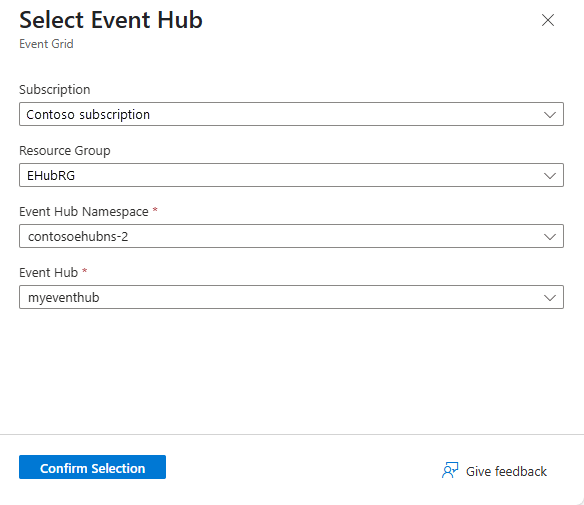 Select Event Hub
Event Grid
Subscription
Contoso subscription
Resource Group
EHubRG
Event Hub Namespace *
contosoehubns-2
Event Hub *
myeventhub
Confirm Selection
Give feedback